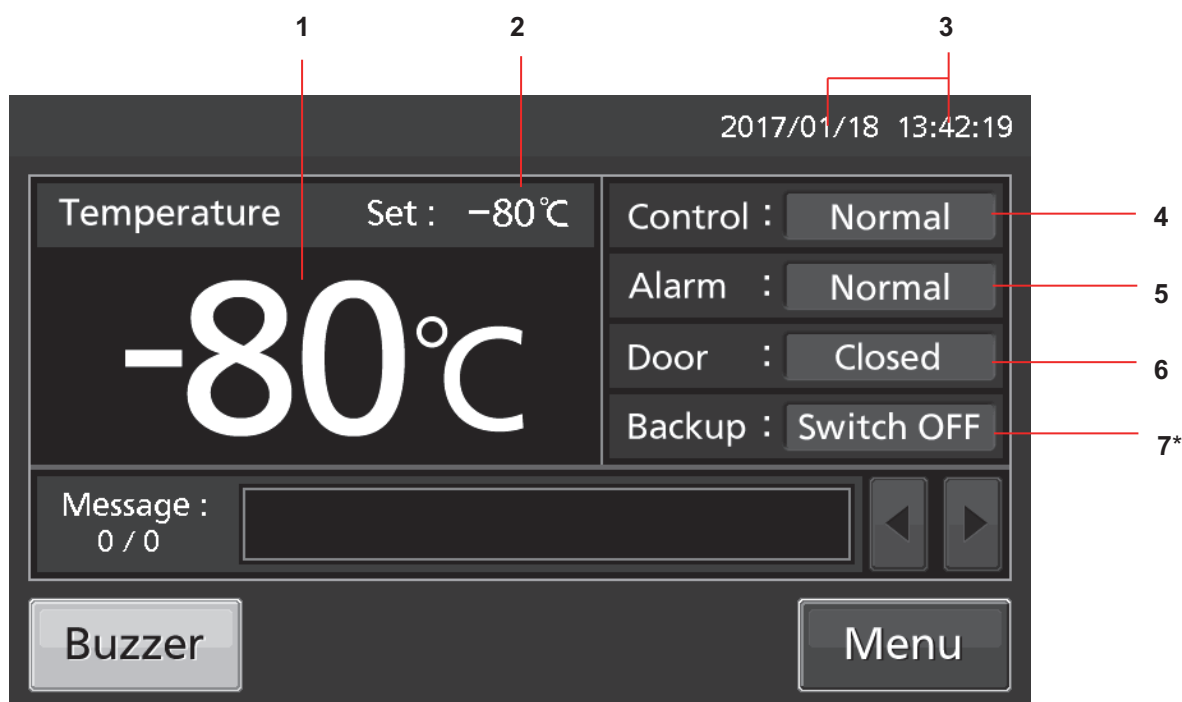 1 2 3
2017/01/18 13:42:19
Temperature Set : −80℃
-80℃
Control : Normal 4
Alarm : Normal 5
Door : Closed 6
Backup : Switch OFF 7*
Message :
0 / 0
Buzzer Menu